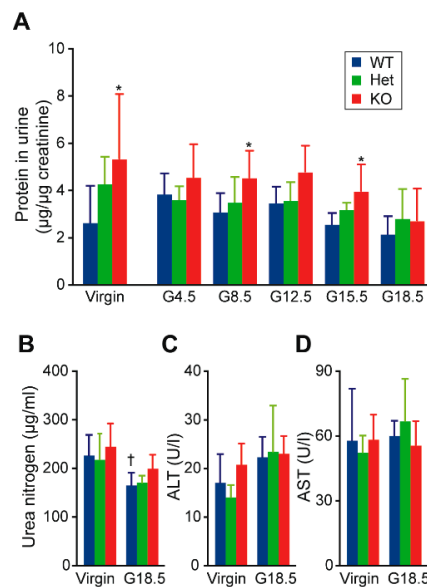 A
Protein in urine
(µg/µg creatinine)
10
8
6
4
2
0
WT
Het
KO
*
*
*
Virgin
G4.5
G8.5
G12.5
G15.5
G18.5
B
Urea nitrogen (µg/ml)
400
300
200
100
0
†
Virgin
G18.5
C
ALT (U/l)
40
30
20
10
0
Virgin
G18.5
D
AST (U/l)
120
90
60
30
0
Virgin
G18.5